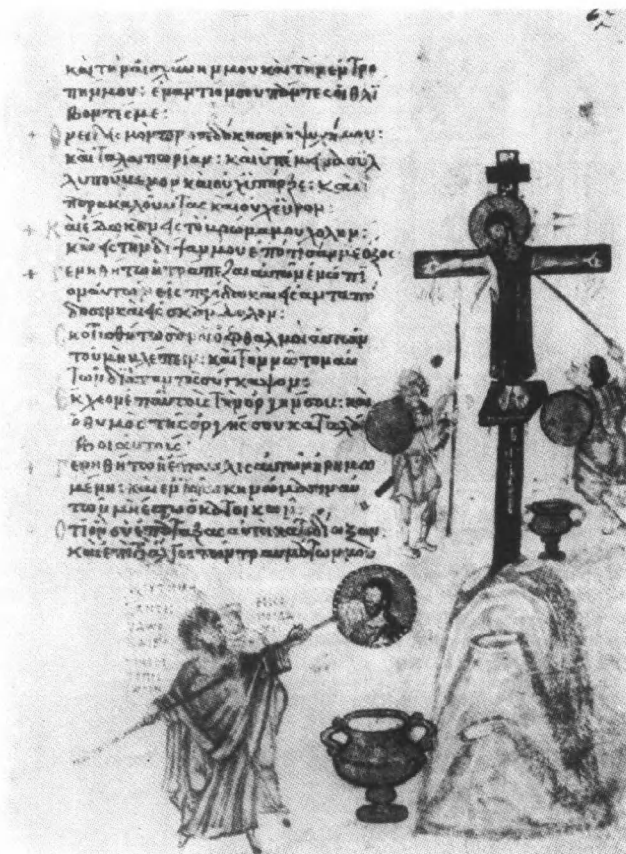 καὶ τὴν αἰσχύνην μου καὶ τὴν ἐντρο
πήν μου: ἐναντίον σου πάντες οἱ θλί
βοντές με:
+ Ὀνειδισμὸν προσεδόκησεν ἡ ψυχή μου:
καὶ ταλαιπωρίαν: καὶ ὑπέμεινα συλ
λυπούμενον καὶ οὐχ ὑπῆρξε: καὶ
παρακαλοῦντας καὶ οὐχ εὗρον:
+ Καὶ ἔδωκαν εἰς τὸ βρῶμα μου χολήν:
καὶ εἰς τὴν δίψαν μου ἐπότισάν με ὄξος
+ Γενηθήτω ἡ τράπεζα αὐτῶν ἐνώπι
ον αὐτῶν εἰς παγίδα καὶ εἰς ἀνταπό
δοσιν καὶ εἰς σκάνδαλον:
Σκοτισθήτωσαν οἱ ὀφθαλμοὶ αὐτῶν
τοῦ μὴ βλέπειν: καὶ τὸν νῶτον αὐ
τῶν διὰ παντὸς σύγκαμψον:
Ἔκχεον ἐπ αὐτοὺς τὴν ὀργήν σου: καὶ
ὁ θυμὸς τῆς ὀργῆς σου καταλά
βοι αὐτούς
+ Γενηθήτω ἡ ἔπαυλις αὐτῶν ἠρημω
μένη: καὶ ἐν τοῖς σκηνώμασιν αὐ
τῶν μὴ ἔστω ὁ κατοικῶν:
Ὅτι ὃν σὺ ἐπάταξας αὐτοὶ κατεδίωξαν:
καὶ ἐπὶ τὸ ἄλγος τῶν τραυμάτων μου